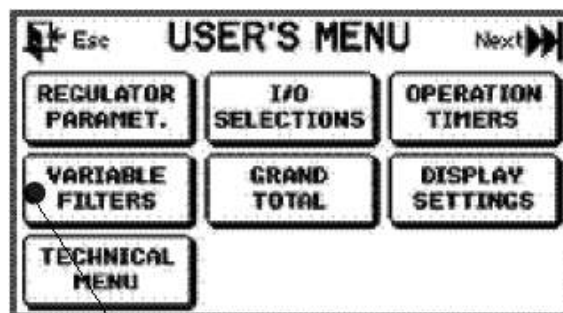 Esc USER'S MENU Next
REGULATOR PARAMET.
I/O SELECTIONS
OPERATION TIMERS
VARIABLE FILTERS
GRAND TOTAL
DISPLAY SETTINGS
TECHNICAL MENU